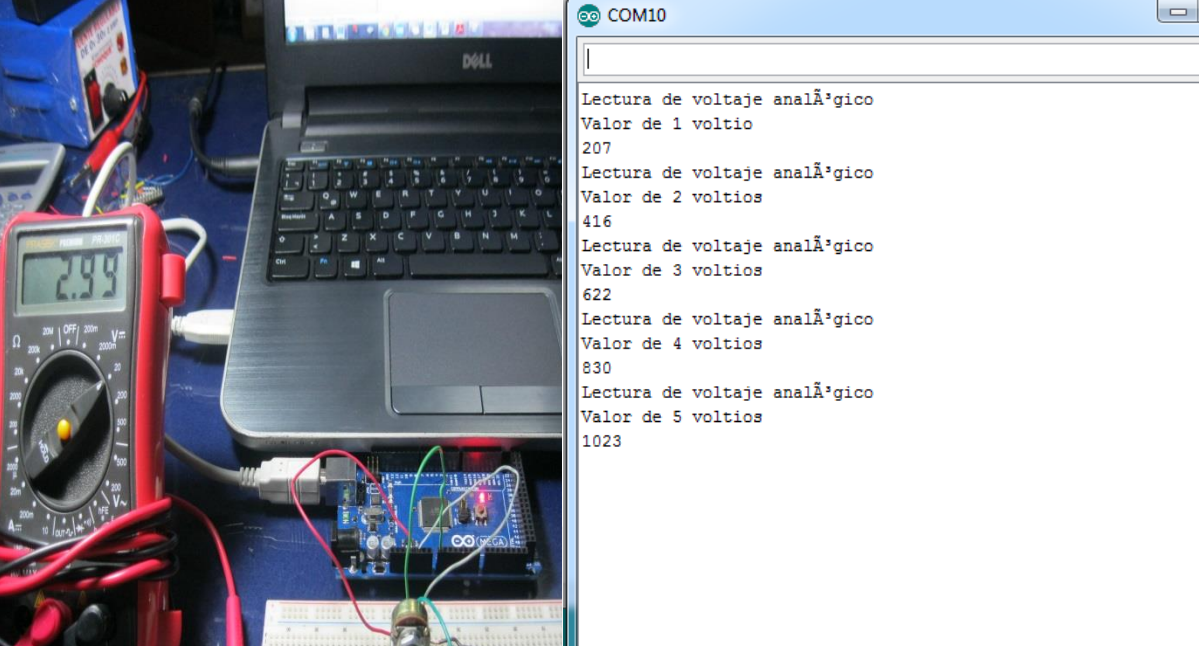 DELL
PR-301C
2.99
OFF
MEGA
COM10
Lectura de voltaje analÃ³gico
Valor de 1 voltio
207
Lectura de voltaje analÃ³gico
Valor de 2 voltios
416
Lectura de voltaje analÃ³gico
Valor de 3 voltios
622
Lectura de voltaje analÃ³gico
Valor de 4 voltios
830
Lectura de voltaje analÃ³gico
Valor de 5 voltios
1023